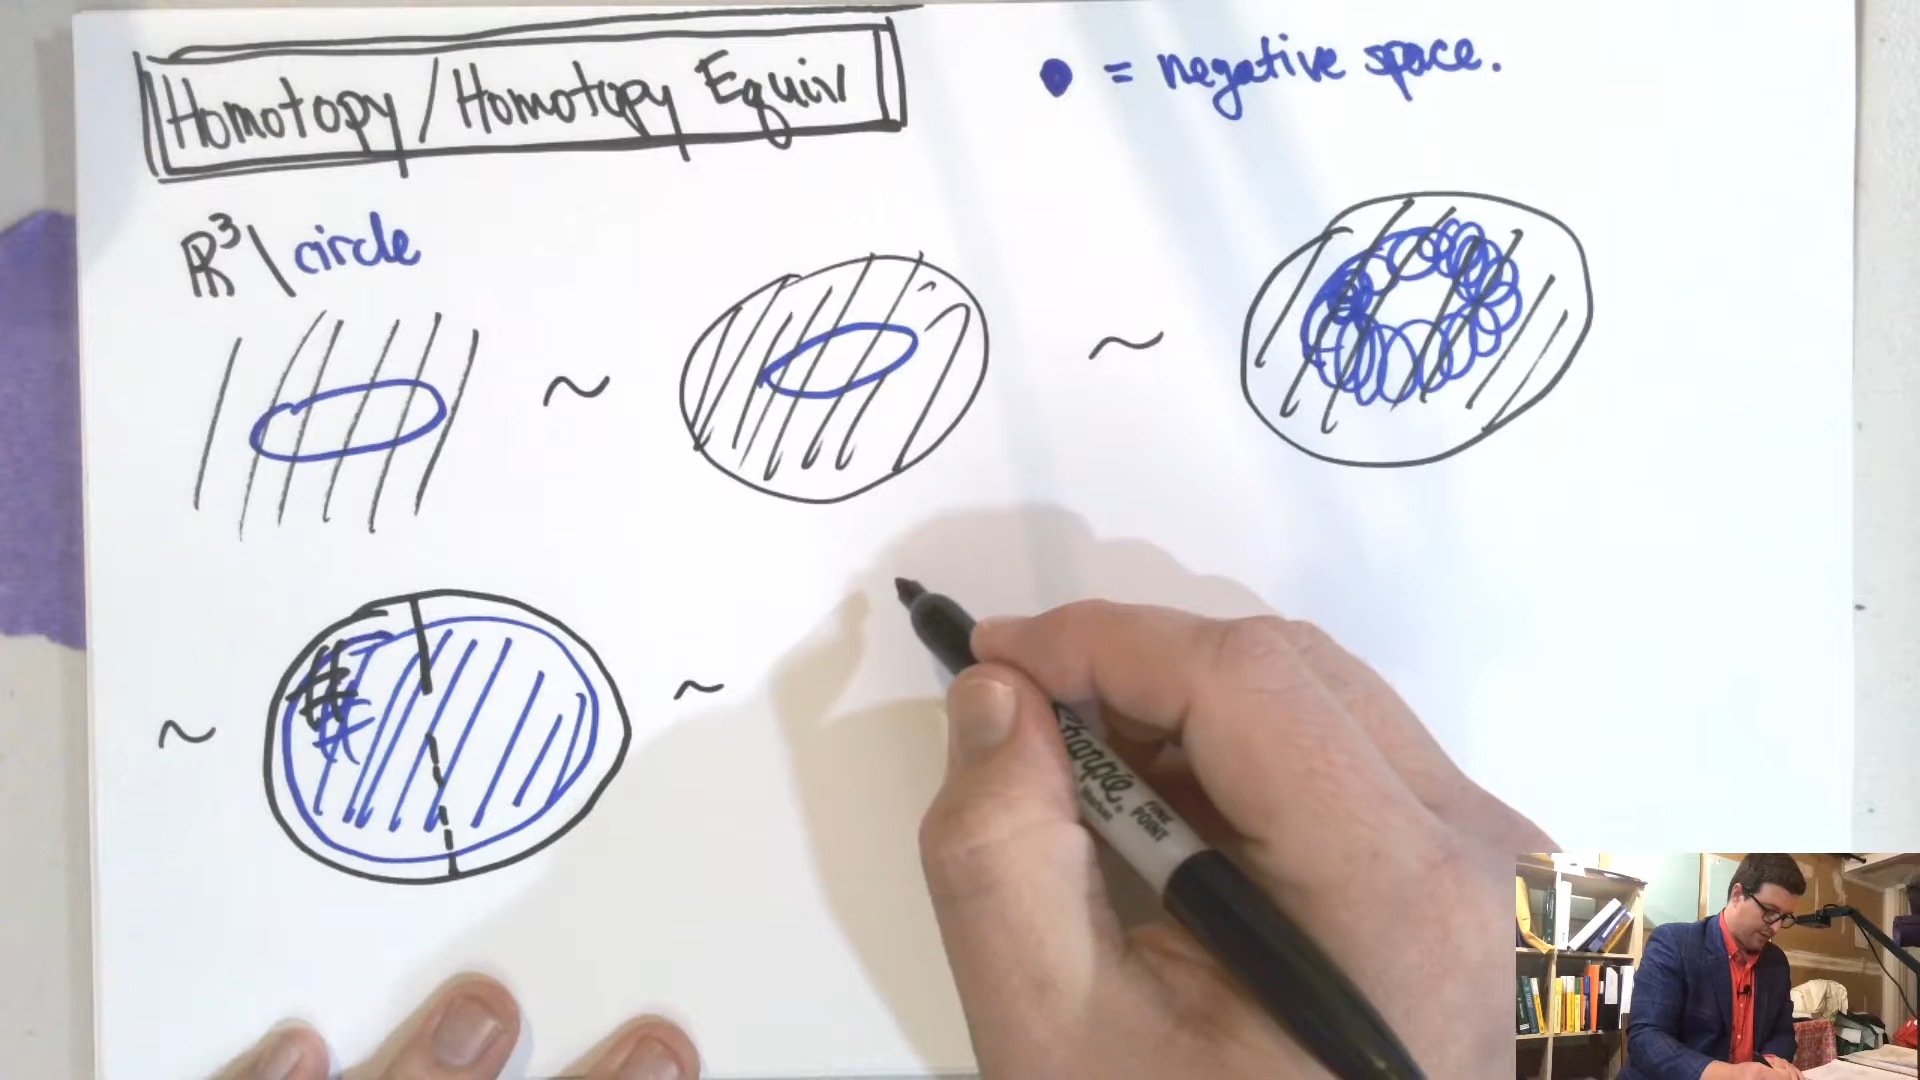 Homotopy / Homotopy Equiv
● = negative space.
ℝ³ \ circle
~
~
~
~
Sharpie
FINE
POINT